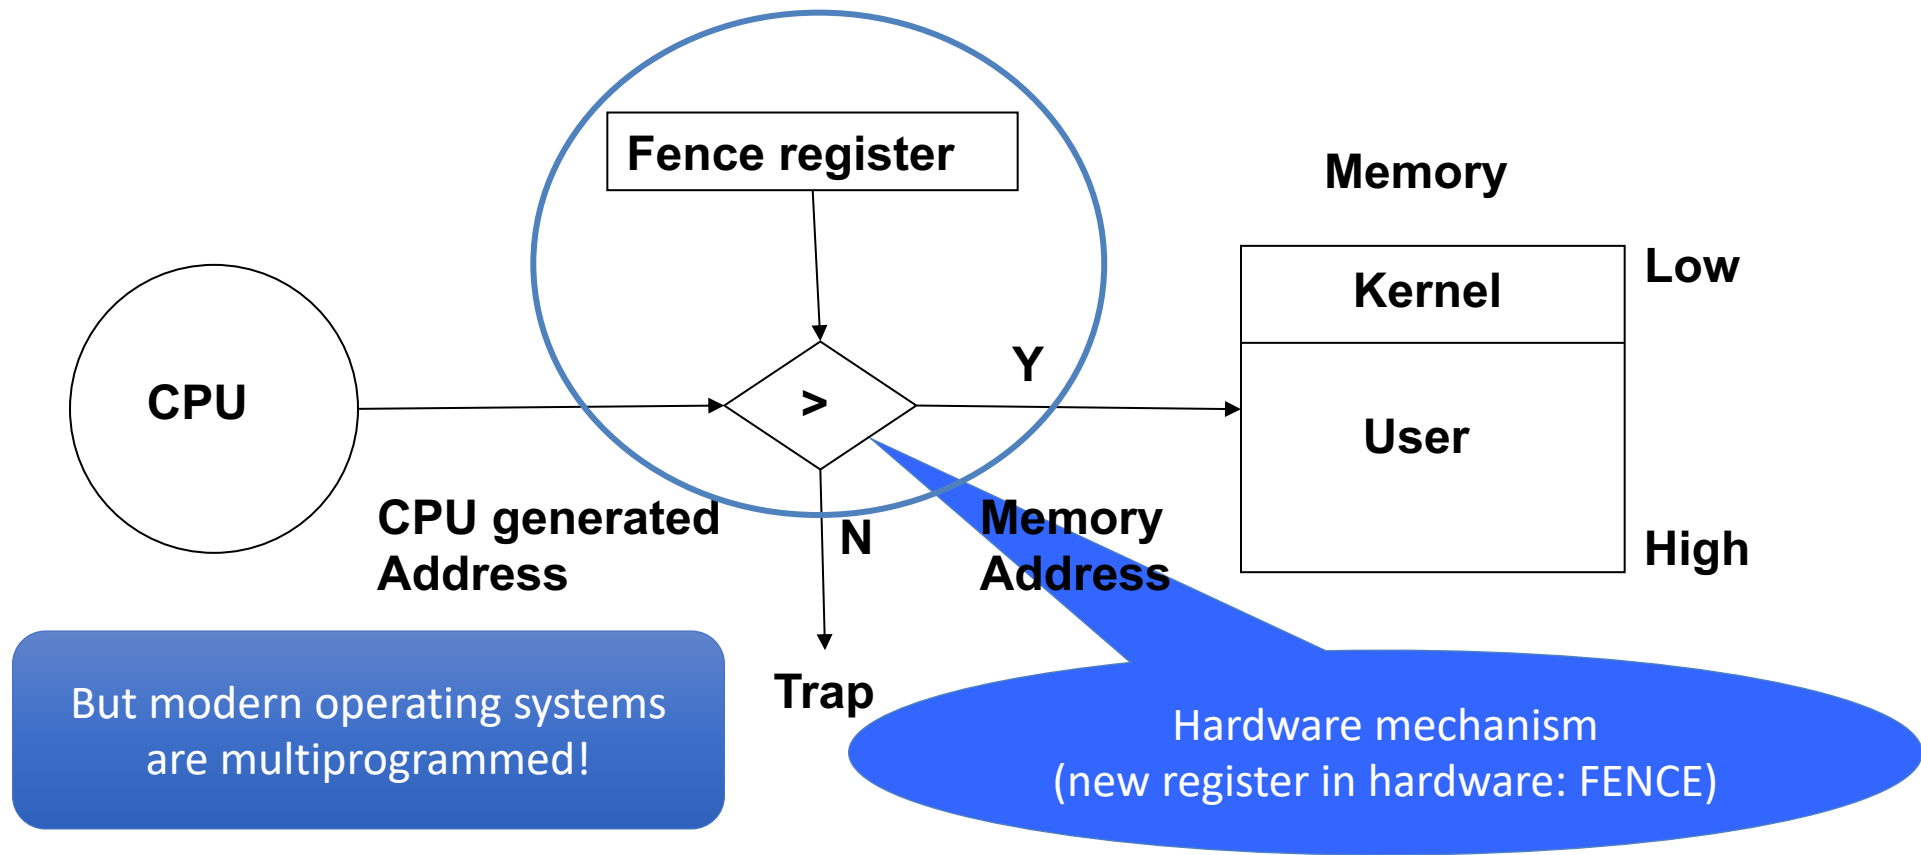 Fence register
Memory
Low
Kernel
Y
CPU
>
User
CPU generated
Address
N
Memory
Address
High
Trap
But modern operating systems
are multiprogrammed!
Hardware mechanism
(new register in hardware: FENCE)